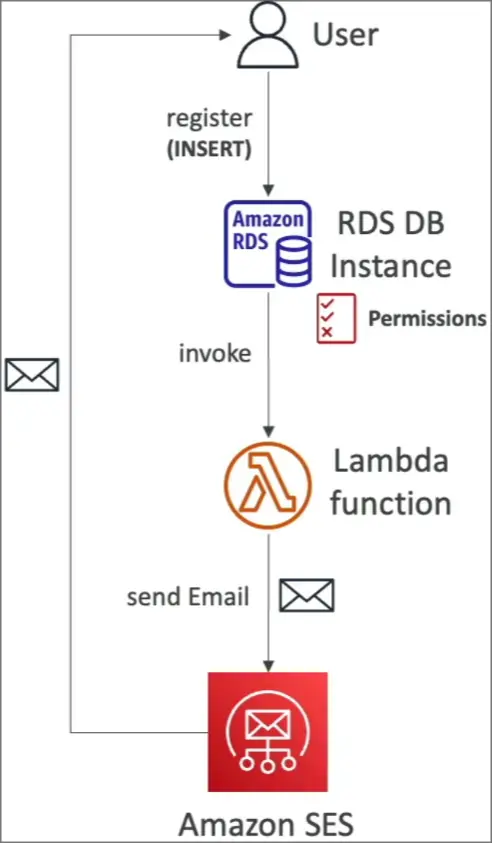 User
register
(INSERT)
Amazon
RDS
RDS DB
Instance
Permissions
invoke
Lambda
function
send Email
Amazon SES